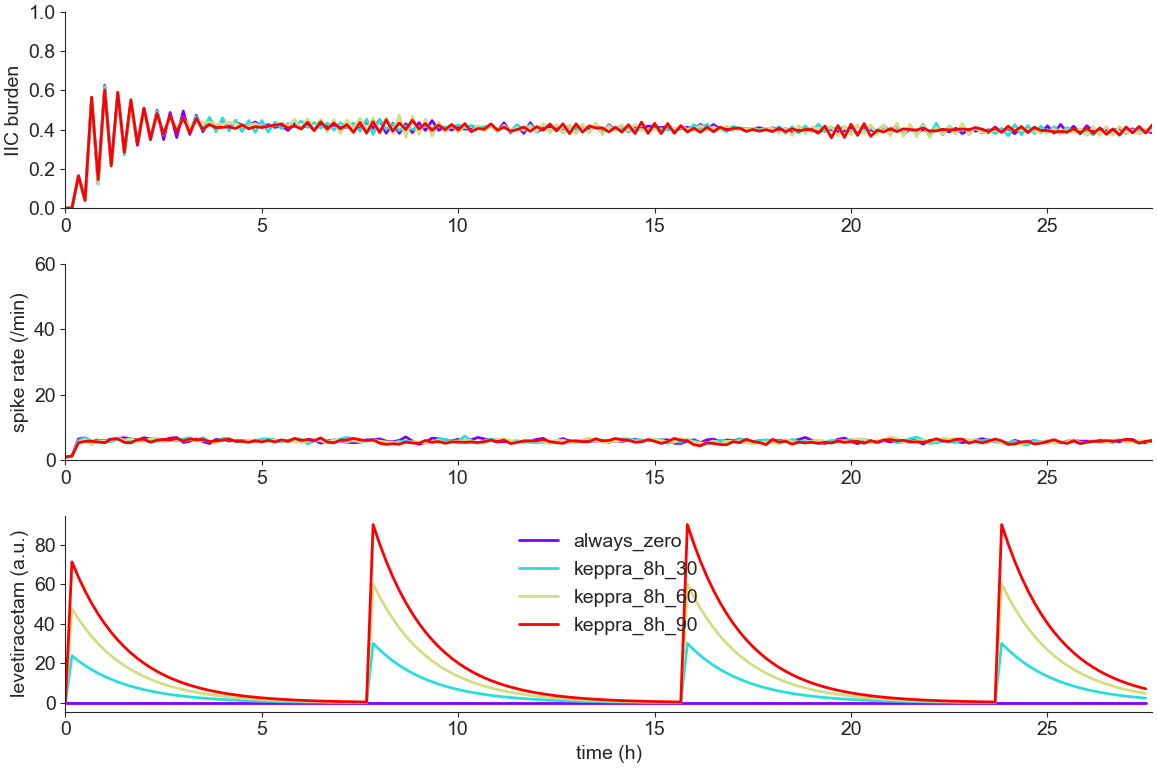 1.0
0.8
0.6
0.4
0.2
0.0
IIC burden
0 5 10 15 20 25
60
40
20
0
spike rate (/min)
0 5 10 15 20 25
80
60
40
20
0
levetiracetam (a.u.)
always_zero
keppra_8h_30
keppra_8h_60
keppra_8h_90
0 5 10 15 20 25
time (h)